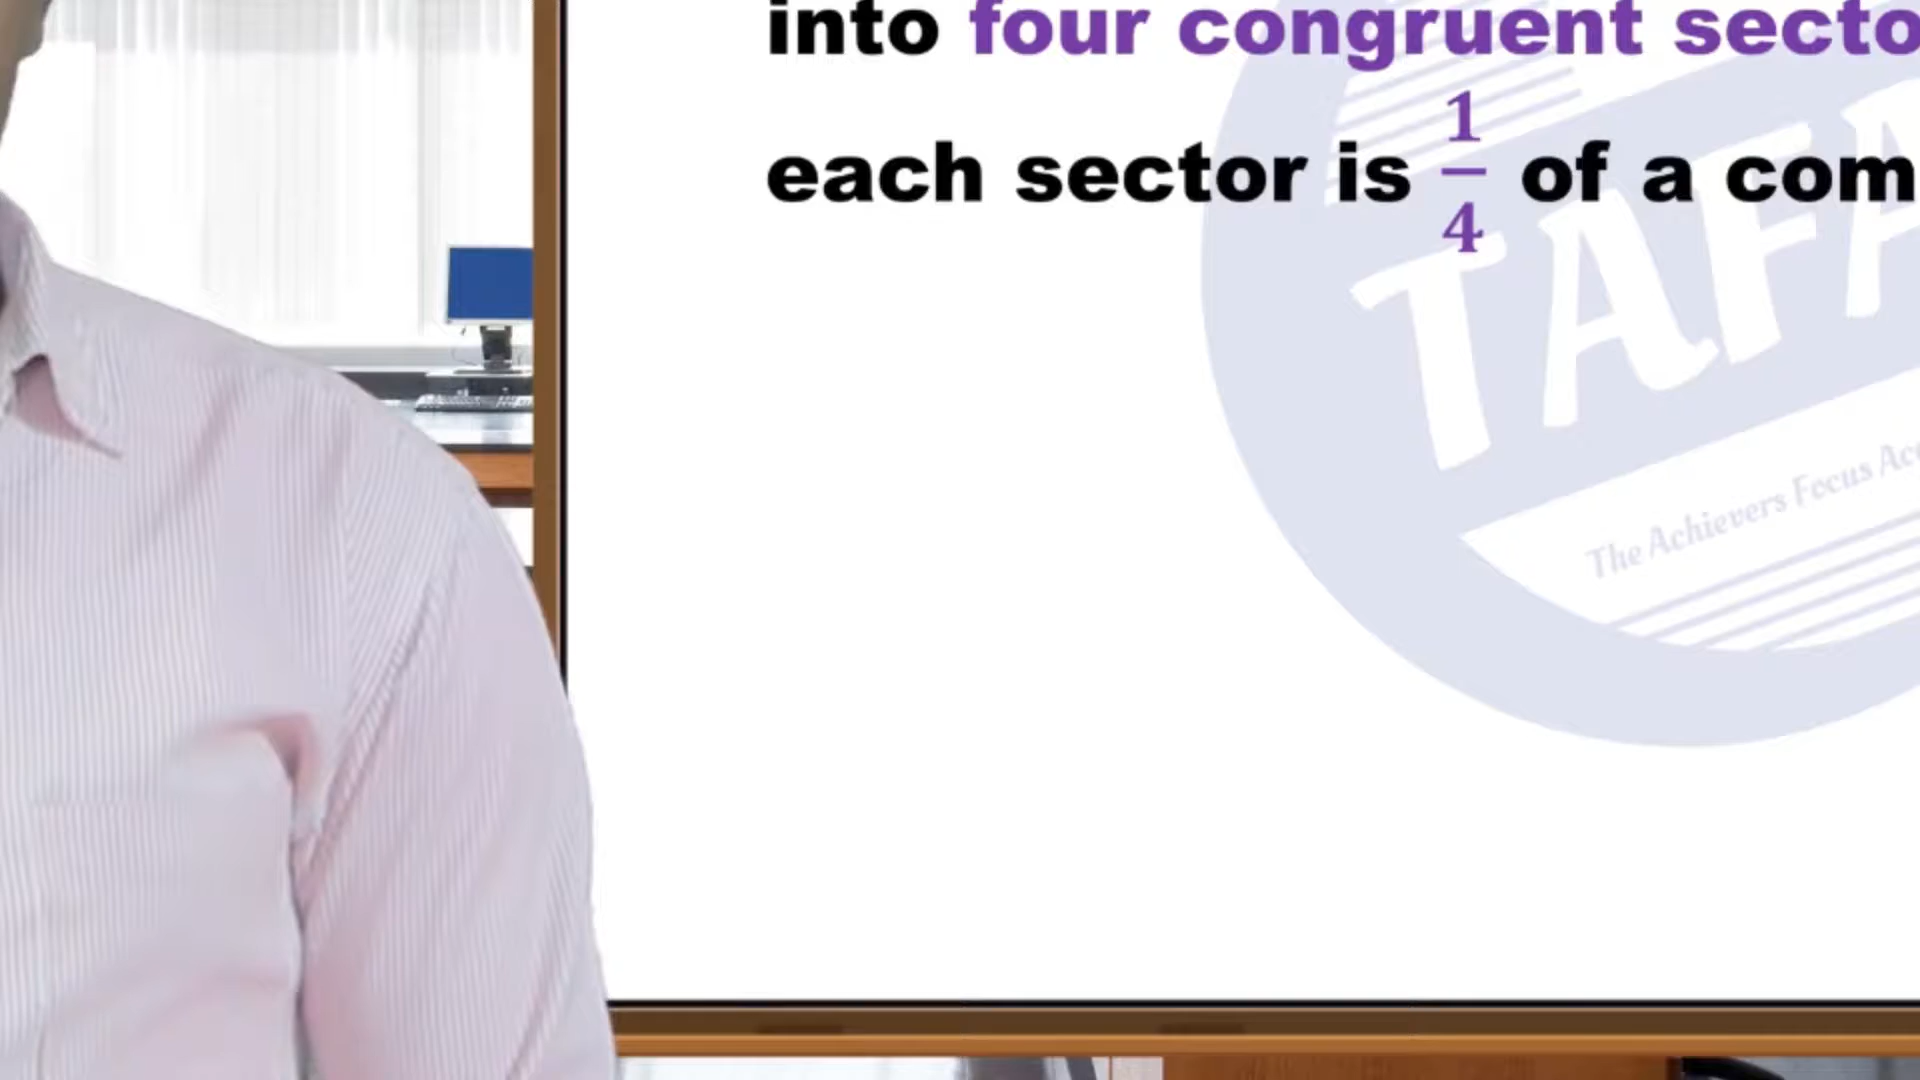 into four congruent secto
each sector is 1/4 of a com
TAFA
The Achievers Focus Ac